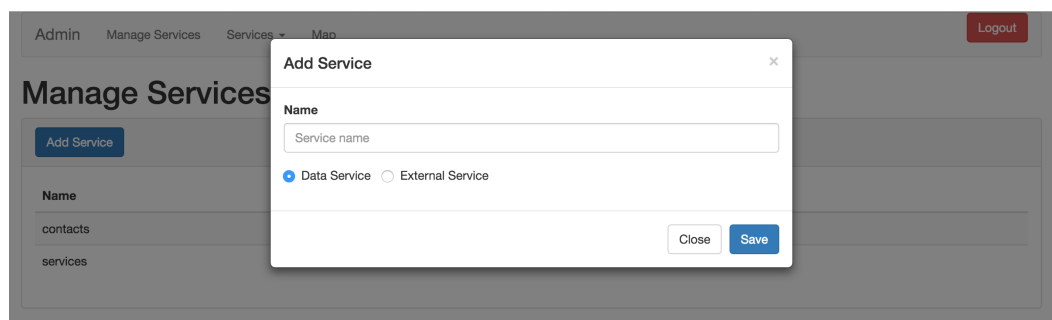 Admin Manage Services Services Map Logout
Add Service ×
Manage Services
Name
Service name
Add Service
Data Service External Service
Name
contacts
Close Save
services